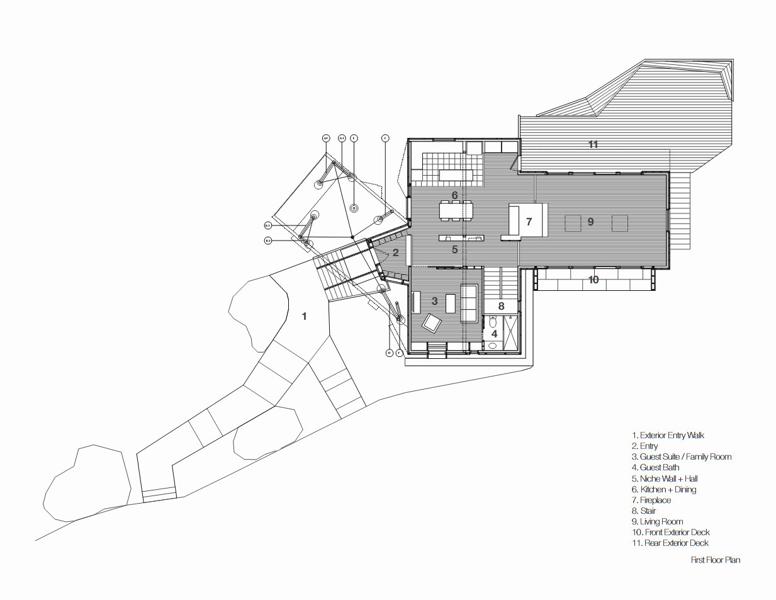 11
6
7
9
5
2
10
3
8
1
4
1. Exterior Entry Walk
2. Entry
3. Guest Suite / Family Room
4. Guest Bath
5. Niche Wall + Hall
6. Kitchen + Dining
7. Fireplace
8. Stair
9. Living Room
10. Front Exterior Deck
11. Rear Exterior Deck
First Floor Plan